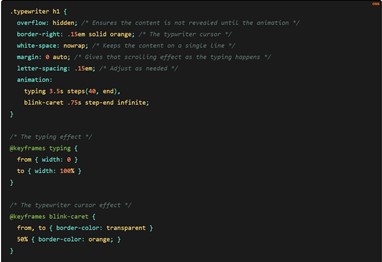 .typewriter h1 {
overflow: hidden; /* Ensures the content is not revealed until the animation */
border-right: .15em solid orange; /* The typewriter cursor */
white-space: nowrap; /* Keeps the content on a single line */
margin: 0 auto; /* Gives that scrolling effect as the typing happens */
letter-spacing: .15em; /* Adjust as needed */
animation:
typing 3.5s steps(40, end),
blink-caret .75s step-end infinite;
}
/* The typing effect */
@keyframes typing {
from { width: 0 }
to { width: 100% }
}
/* The typewriter cursor effect */
@keyframes blink-caret {
from, to { border-color: transparent }
50% { border-color: orange; }
}